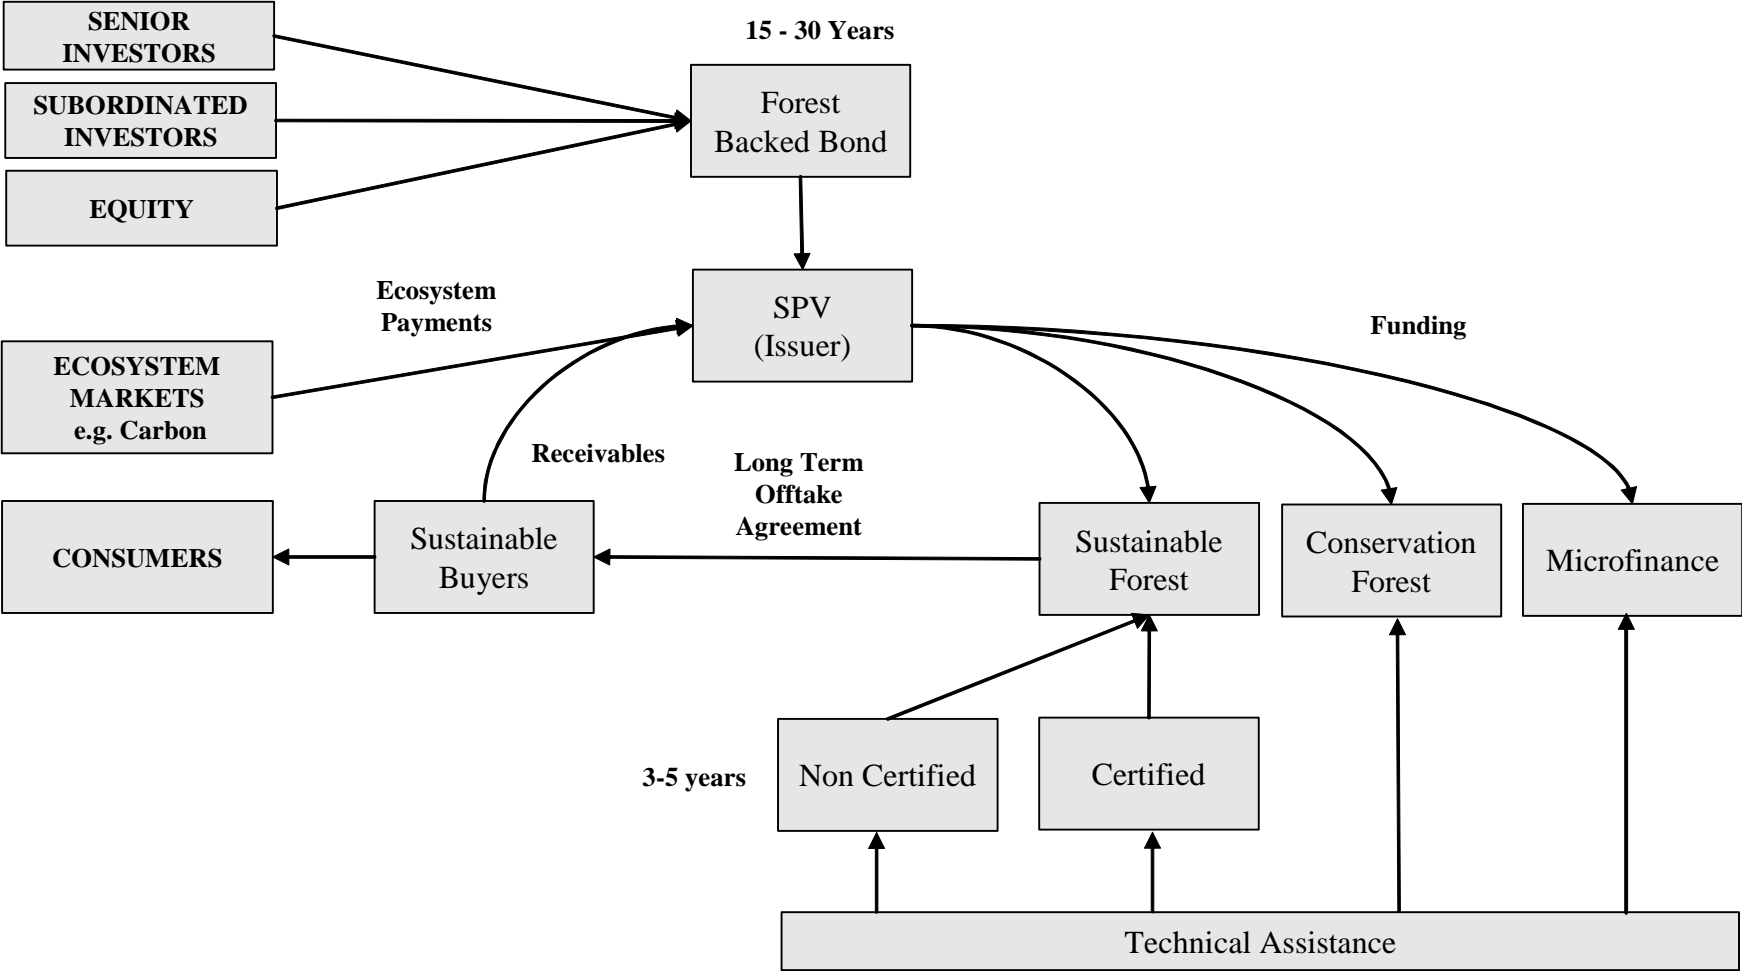 SENIOR
INVESTORS
15 - 30 Years
SUBORDINATED
INVESTORS
Forest
Backed Bond
EQUITY
Ecosystem
Payments
SPV
(Issuer)
Funding
ECOSYSTEM
MARKETS
e.g. Carbon
Receivables
Long Term
Offtake
Agreement
CONSUMERS
Sustainable
Buyers
Sustainable
Forest
Conservation
Forest
Microfinance
3-5 years
Non Certified
Certified
Technical Assistance